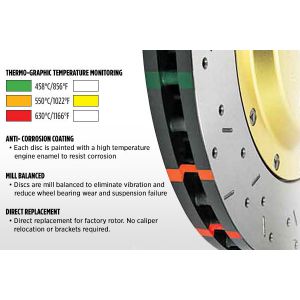 THERMO-GRAPHIC TEMPERATURE MONITORING
458°C/856°F
550°C/1022°F
630°C/1166°F
ANTI- CORROSION COATING
• Each disc is painted with a high temperature
engine enamel to resist corrosion
MILL BALANCED
• Discs are mill balanced to eliminate vibration and
reduce wheel bearing wear and suspension failure
DIRECT REPLACEMENT
• Direct replacement for factory rotor. No caliper
relocation or brackets required.